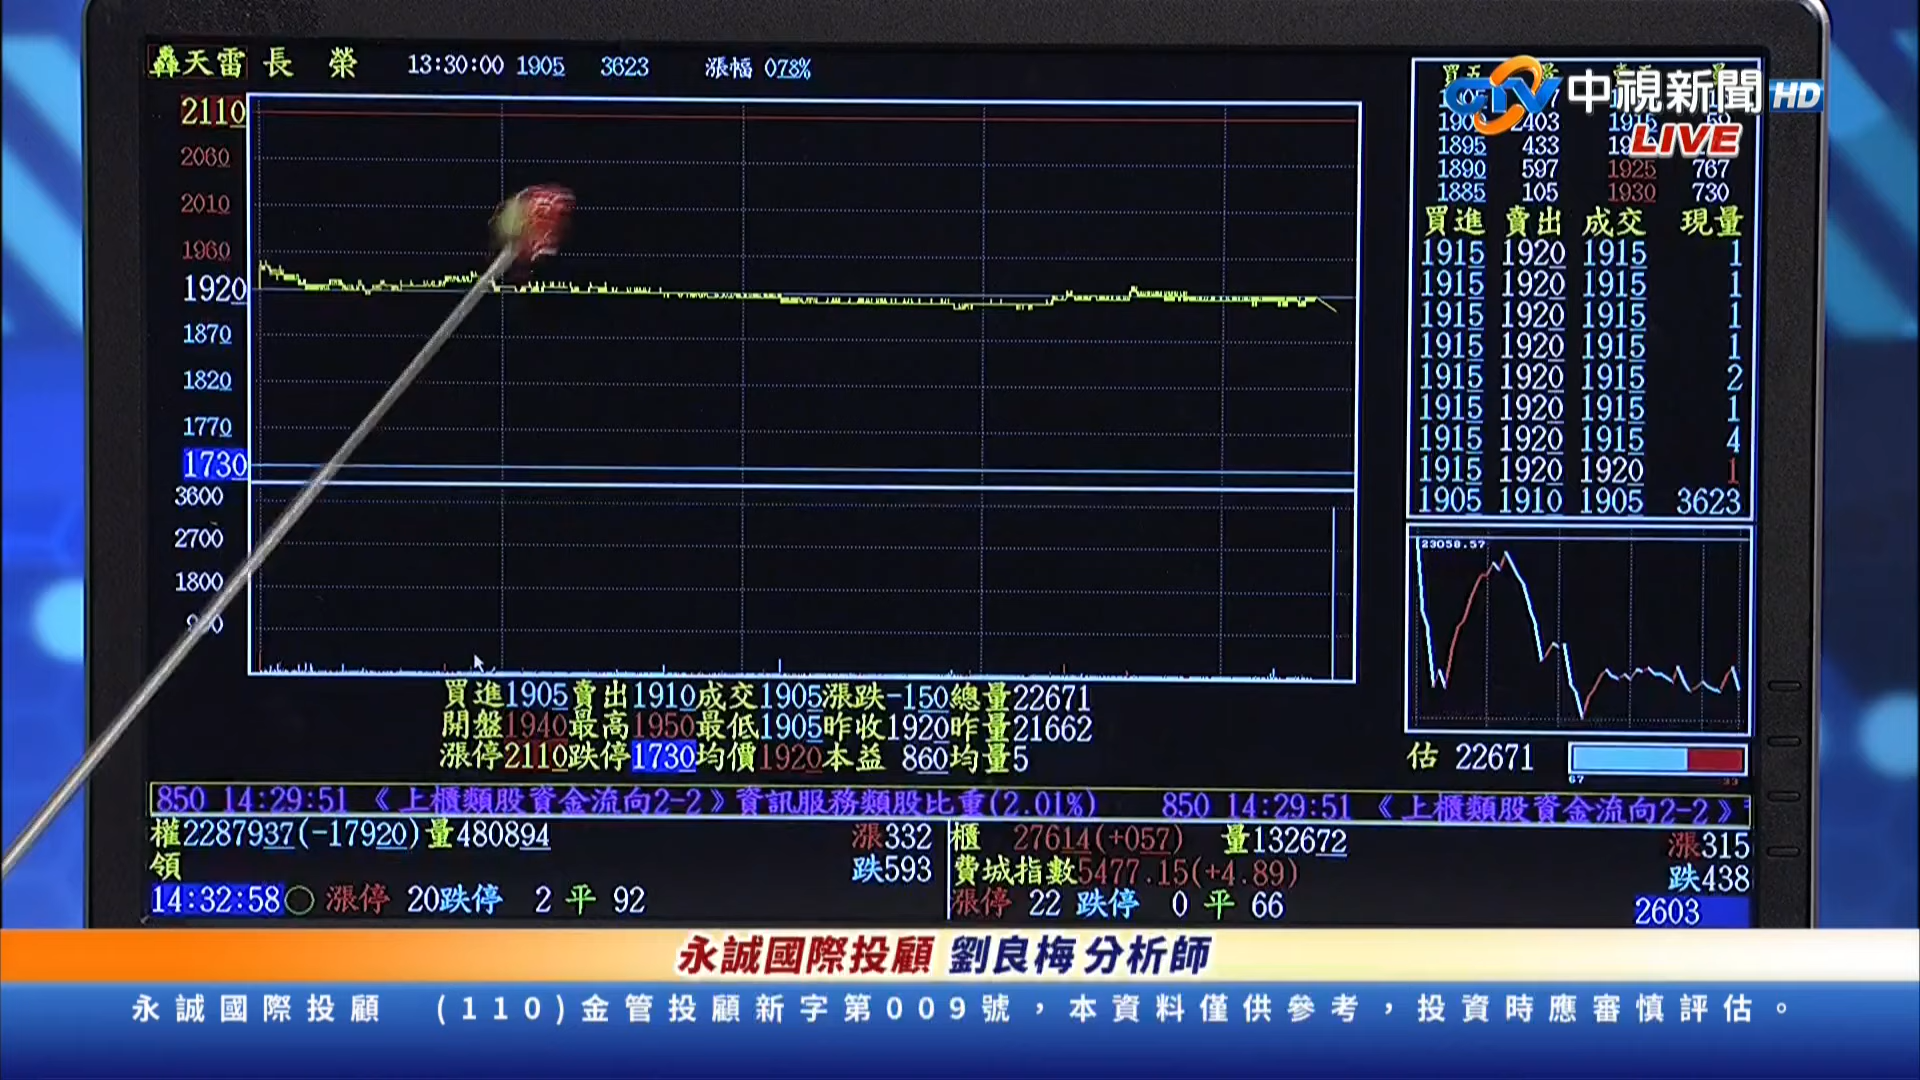 轟天雷 長 榮 13:30:00 1905 3623 漲幅 078%
中視新聞 HD
LIVE
2110
2060
2010
1960
1920
1870
1820
1770
1730
3600
2700
1800
1900 2403 1915 59
1895 433
1890 597 1925 767
1885 105 1930 730
買進 賣出 成交 現量
1915 1920 1915 1
1915 1920 1915 1
1915 1920 1915 1
1915 1920 1915 1
1915 1920 1915 2
1915 1920 1915 1
1915 1920 1915 4
1915 1920 1920 1
1905 1910 1905 3623
23058.57
估 22671
67 33
買進1905賣出1910成交1905漲跌-150總量22671
開盤1940最高1950最低1905昨收1920昨量21662
漲停2110跌停1730均價1920本益 860均量5
850 14:29:51 《上櫃類股資金流向2-2》資訊服務類股比重(2.01%) 850 14:29:51 《上櫃類股資金流向2-2》
權2287937(-17920)量480894 漲332
領 跌593
14:32:58 漲停 20跌停 2 平 92
櫃 27614(+057) 量132672 漲315
費城指數5477.15(+4.89) 跌438
漲停 22 跌停 0 平 66 2603
永誠國際投顧 劉良梅分析師
永誠國際投顧 (110)金管投顧新字第009號，本資料僅供參考，投資時應審慎評估。